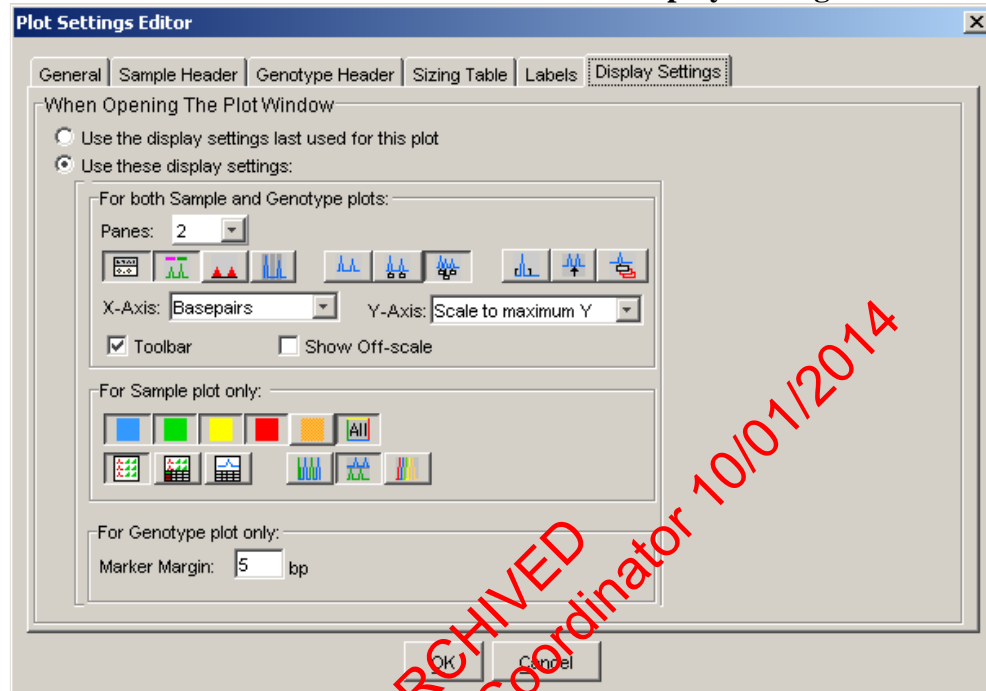 Plot Settings Editor
General Sample Header Genotype Header Sizing Table Labels Display Settings
When Opening The Plot Window
Use the display settings last used for this plot
Use these display settings:
For both Sample and Genotype plots:
Panes: 2
X-Axis: Basepairs Y-Axis: Scale to maximum Y
Toolbar Show Off-scale
For Sample plot only:
All
For Genotype plot only:
Marker Margin: 5 bp
OK Cancel
RCHIVED
oordinator 10/01/2014